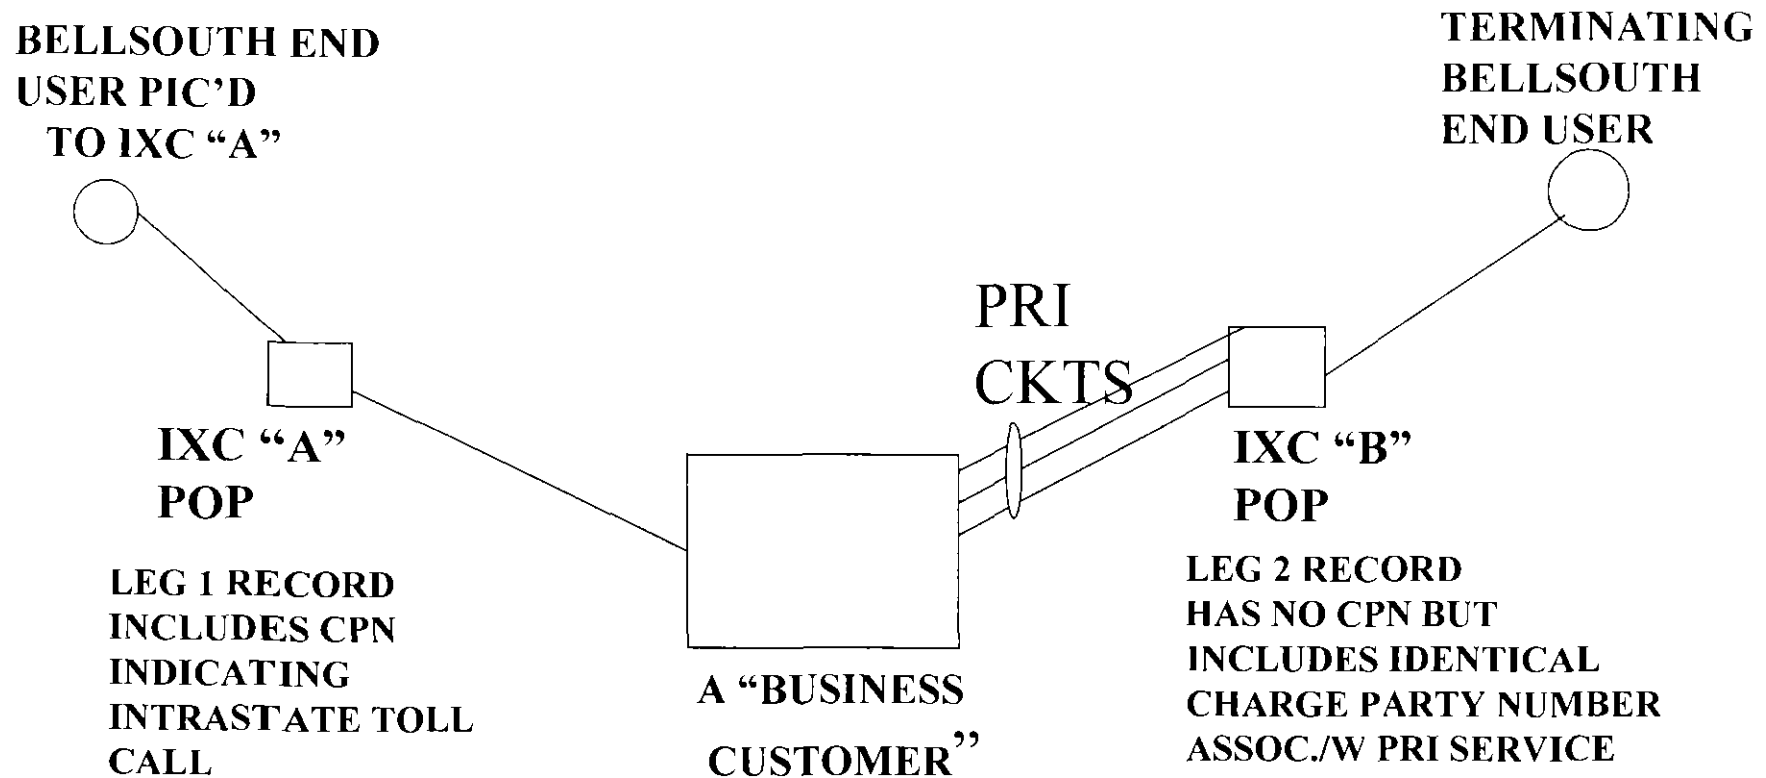 BELLSOUTH END
USER PIC’D
TO IXC “A”
TERMINATING
BELLSOUTH
END USER
PRI
CKTS
IXC “A”
POP
IXC “B”
POP
LEG 1 RECORD
INCLUDES CPN
INDICATING
INTRASTATE TOLL
CALL
A “BUSINESS
CUSTOMER”
LEG 2 RECORD
HAS NO CPN BUT
INCLUDES IDENTICAL
CHARGE PARTY NUMBER
ASSOC./W PRI SERVICE